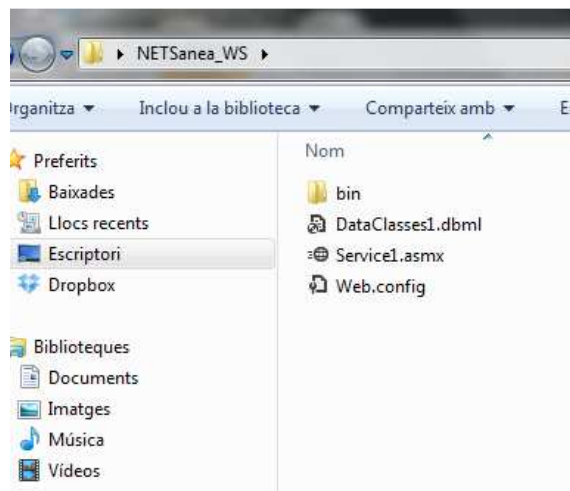 NETSanea_WS
rganitza Inclou a la biblioteca Comparteix amb E
Nom
Preferits
Baixades
Llocs recents
Escriptori
Dropbox
Biblioteques
Documents
Imatges
Música
Vídeos
bin
DataClasses1.dbml
Service1.asmx
Web.config